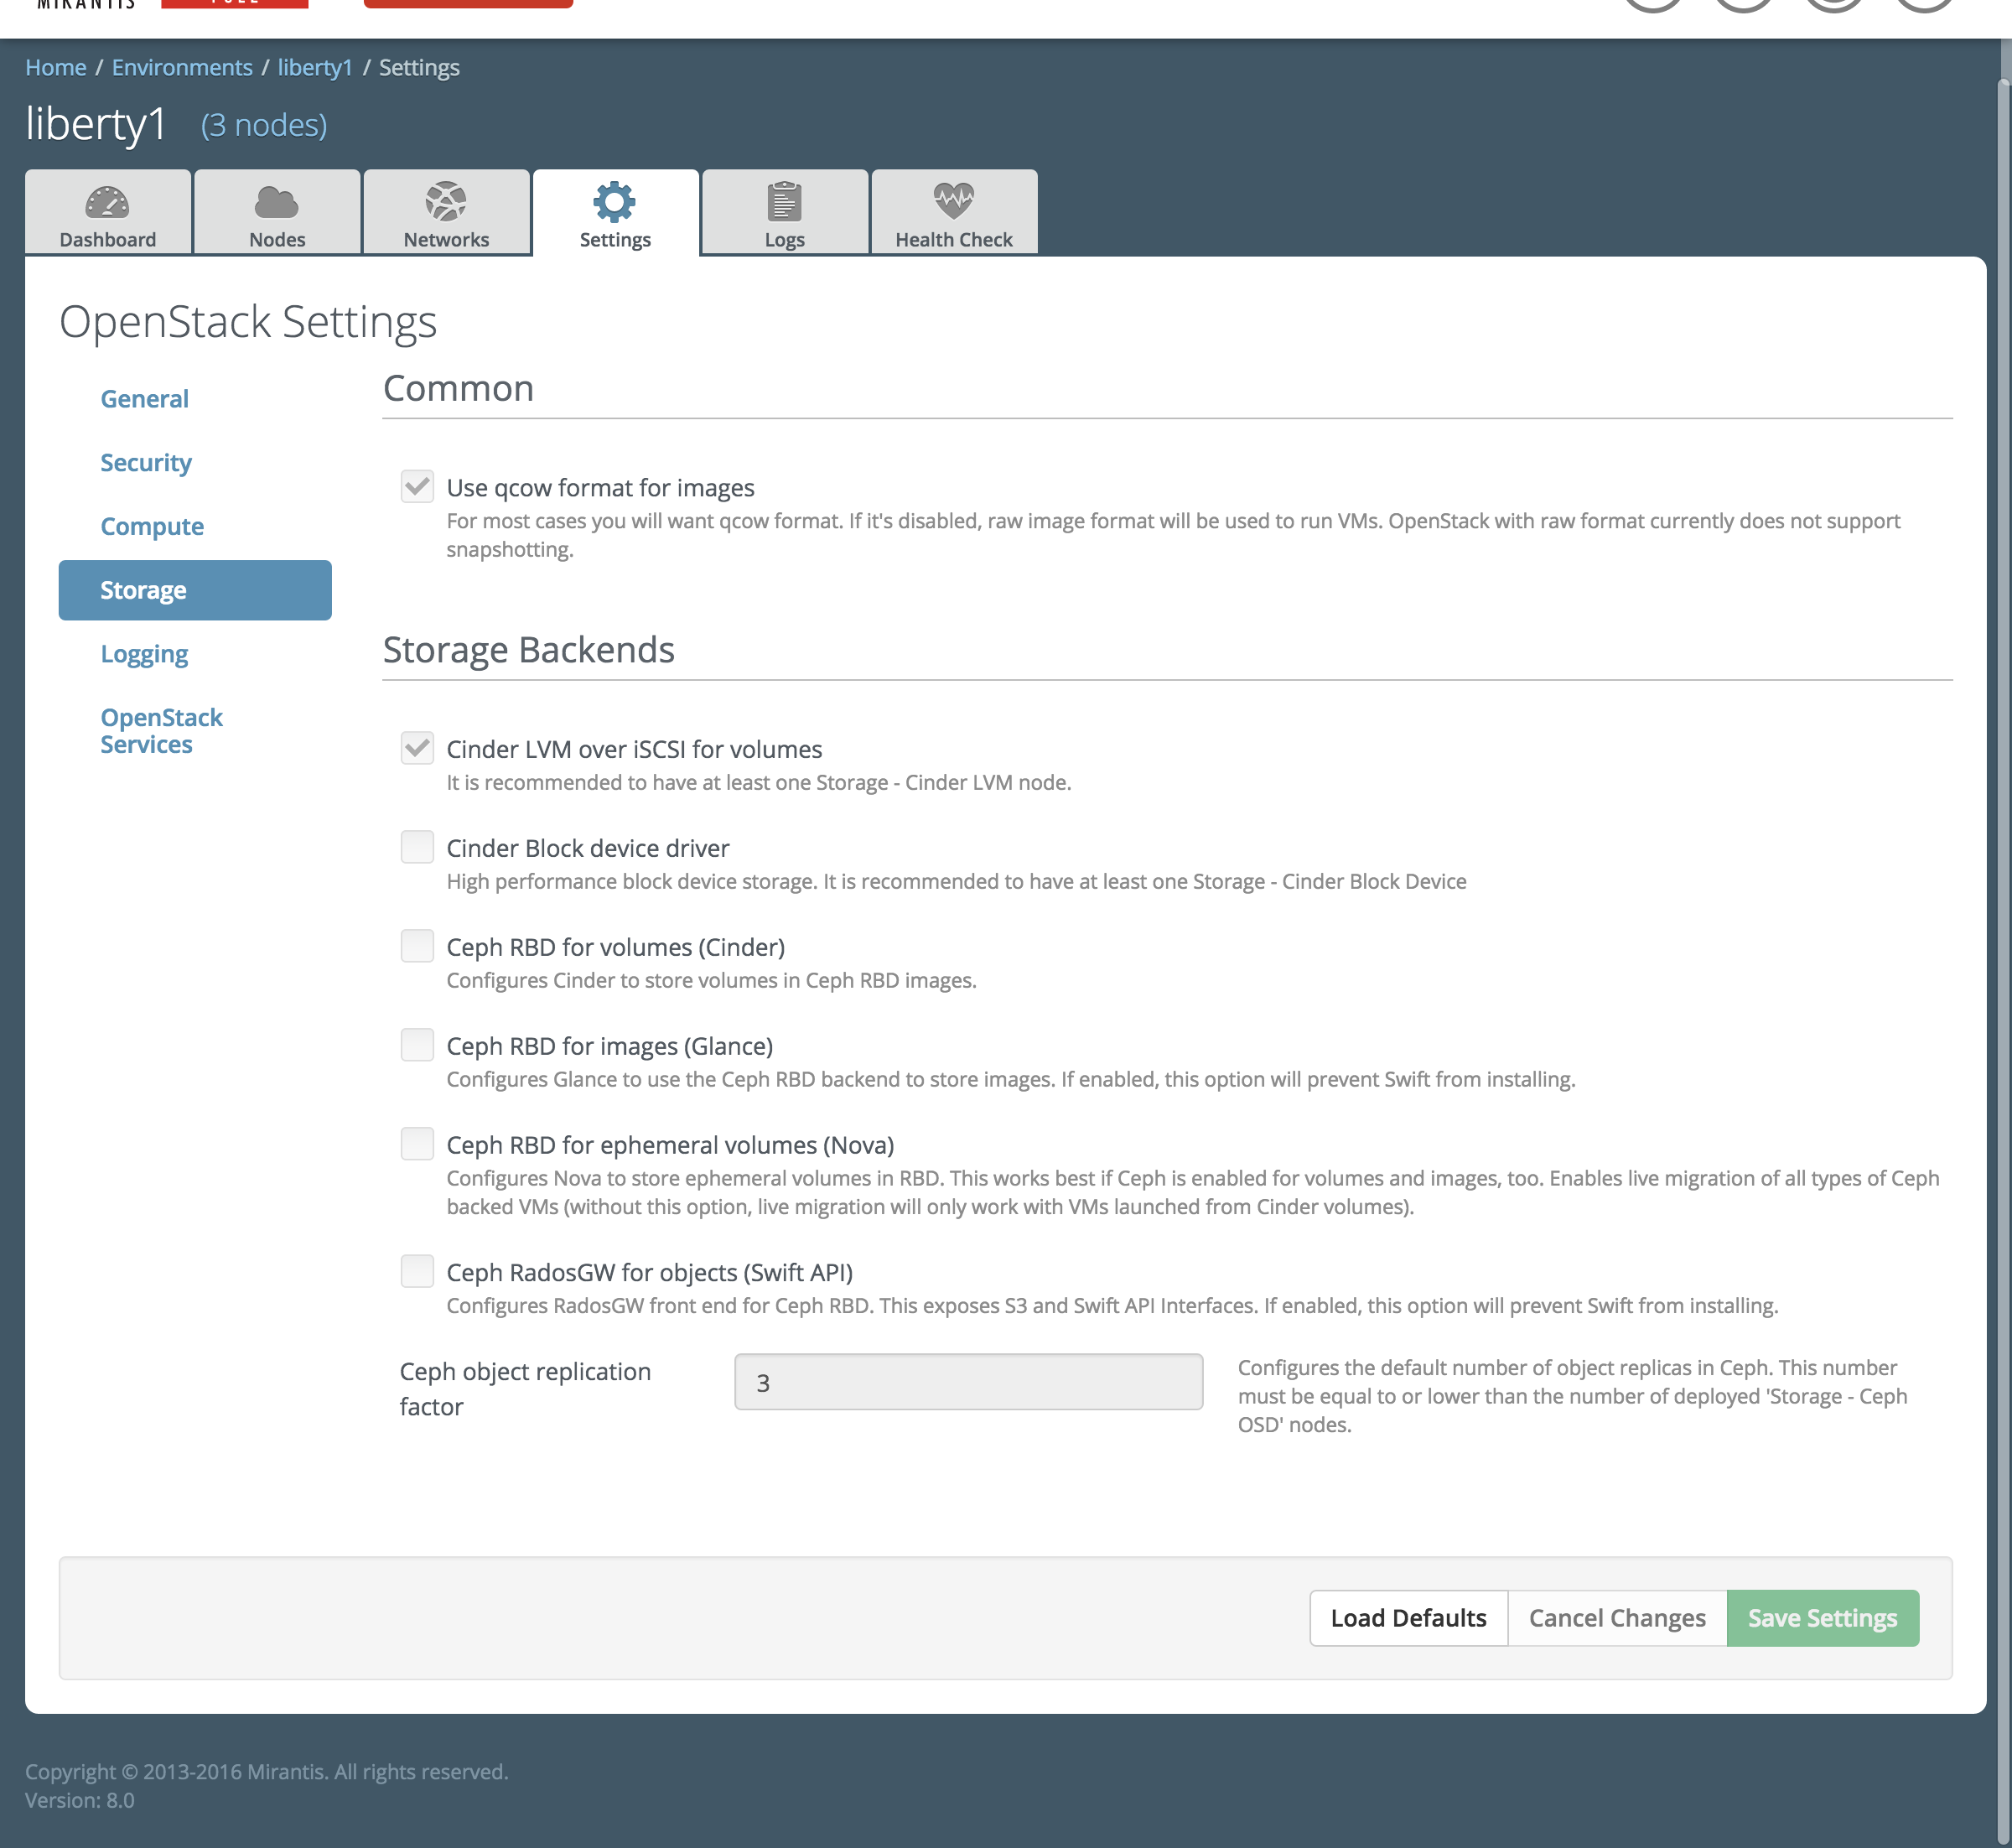 MIRANTIS
Home / Environments / liberty1 / Settings
liberty1 (3 nodes)
Dashboard Nodes Networks Settings Logs Health Check
OpenStack Settings
General
Security
Compute
Storage
Logging
OpenStack
Services
Common
Use qcow format for images
For most cases you will want qcow format. If it's disabled, raw image format will be used to run VMs. OpenStack with raw format currently does not support
snapshotting.
Storage Backends
Cinder LVM over iSCSI for volumes
It is recommended to have at least one Storage - Cinder LVM node.
Cinder Block device driver
High performance block device storage. It is recommended to have at least one Storage - Cinder Block Device
Ceph RBD for volumes (Cinder)
Configures Cinder to store volumes in Ceph RBD images.
Ceph RBD for images (Glance)
Configures Glance to use the Ceph RBD backend to store images. If enabled, this option will prevent Swift from installing.
Ceph RBD for ephemeral volumes (Nova)
Configures Nova to store ephemeral volumes in RBD. This works best if Ceph is enabled for volumes and images, too. Enables live migration of all types of Ceph
backed VMs (without this option, live migration will only work with VMs launched from Cinder volumes).
Ceph RadosGW for objects (Swift API)
Configures RadosGW front end for Ceph RBD. This exposes S3 and Swift API Interfaces. If enabled, this option will prevent Swift from installing.
Ceph object replication
factor
3
Configures the default number of object replicas in Ceph. This number
must be equal to or lower than the number of deployed 'Storage - Ceph
OSD' nodes.
Load Defaults Cancel Changes Save Settings
Copyright © 2013-2016 Mirantis. All rights reserved.
Version: 8.0